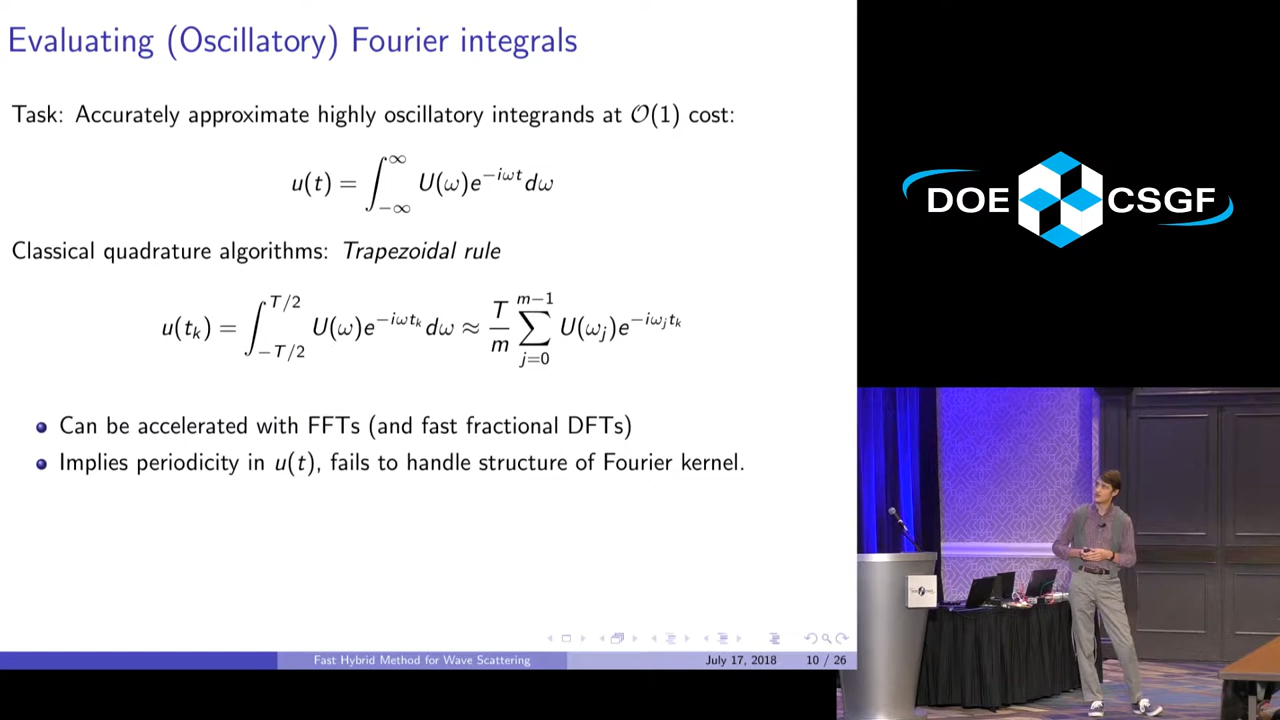 Evaluating (Oscillatory) Fourier integrals
Task: Accurately approximate highly oscillatory integrands at 𝒪(1) cost:
u(t) = ∫_{-∞}^{∞} U(ω)e^{-iωt}dω
Classical quadrature algorithms: Trapezoidal rule
u(t_k) = ∫_{-T/2}^{T/2} U(ω)e^{-iωt_k}dω ≈ T/m ∑_{j=0}^{m-1} U(ω_j)e^{-iω_jt_k}
Can be accelerated with FFTs (and fast fractional DFTs)
Implies periodicity in u(t), fails to handle structure of Fourier kernel.
Fast Hybrid Method for Wave Scattering
July 17, 2018
10 / 26
DOE CSGF